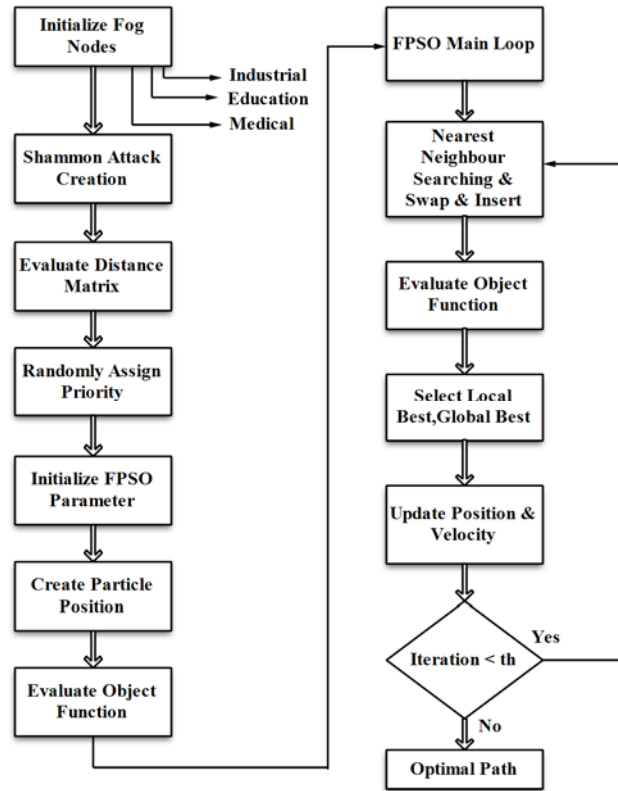 Initialize Fog
Nodes
Industrial
Education
Medical
Shammon Attack
Creation
Evaluate Distance
Matrix
Randomly Assign
Priority
Initialize FPSO
Parameter
Create Particle
Position
Evaluate Object
Function
FPSO Main Loop
Nearest
Neighbour
Searching &
Swap & Insert
Evaluate Object
Function
Select Local
Best,Global Best
Update Position &
Velocity
Iteration < th
Yes
No
Optimal Path